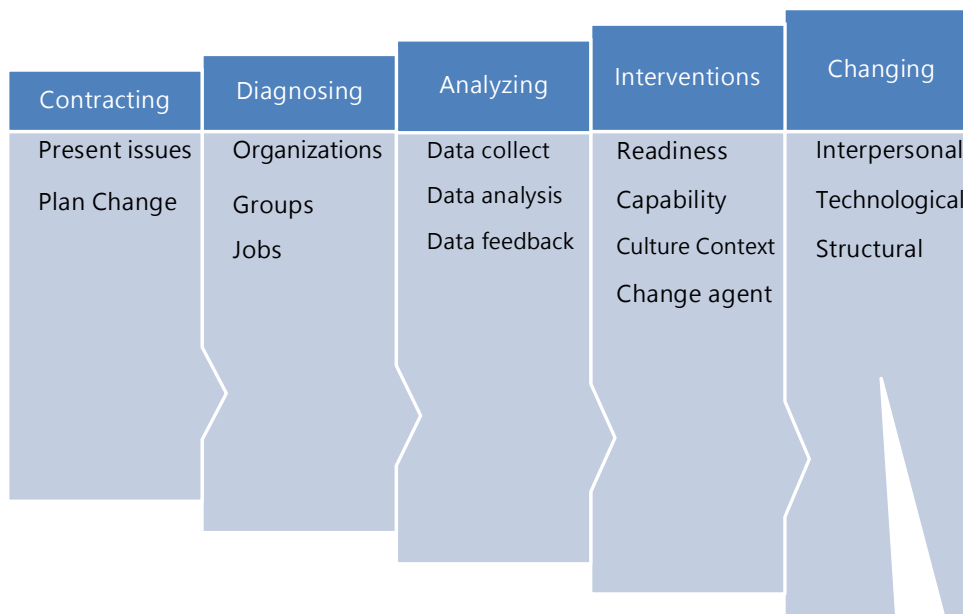 Contracting
Present issues
Plan Change
Diagnosing
Organizations
Groups
Jobs
Analyzing
Data collect
Data analysis
Data feedback
Interventions
Readiness
Capability
Culture Context
Change agent
Changing
Interpersonal
Technological
Structural